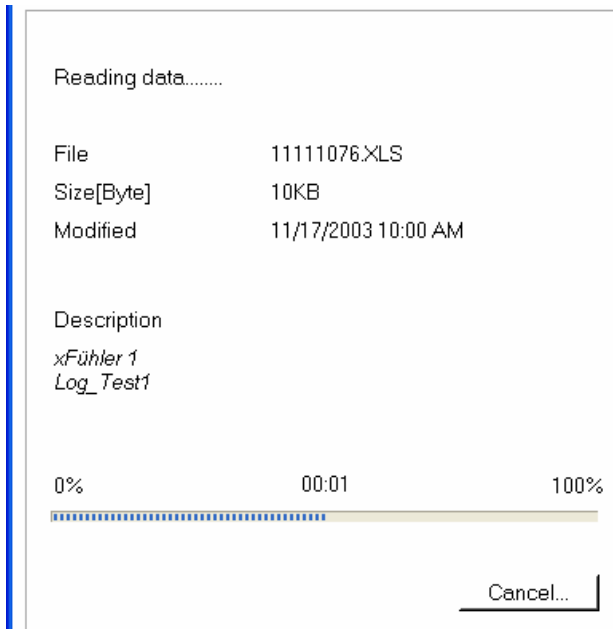 Reading data........
File 11111076.XLS
Size[Byte] 10KB
Modified 11/17/2003 10:00 AM
Description
xFühler 1
Log_Test1
0% 00:01 100%
Cancel...